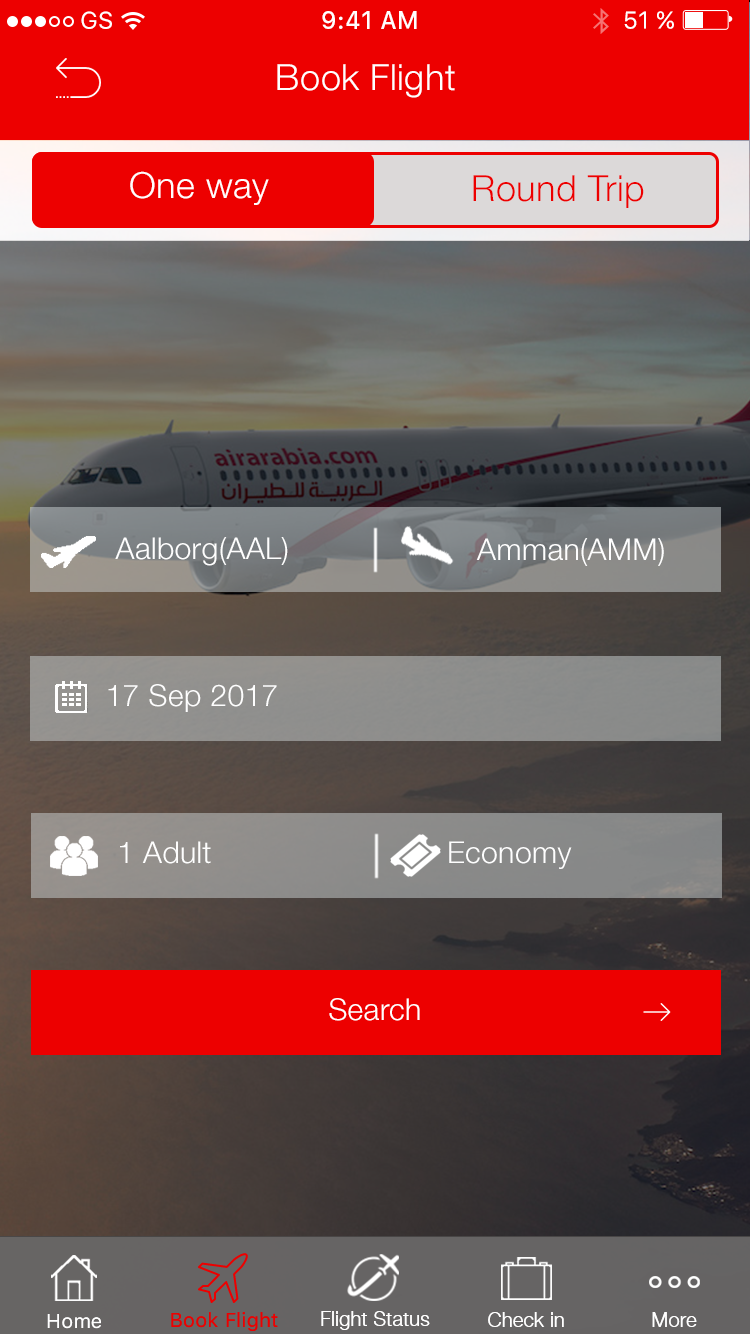 GS 9:41 AM 51 %
Book Flight
One way Round Trip
airarabia.com
العربية للطيران
Aalborg(AAL) Amman(AMM)
17 Sep 2017
1 Adult Economy
Search
Home Book Flight Flight Status Check in More